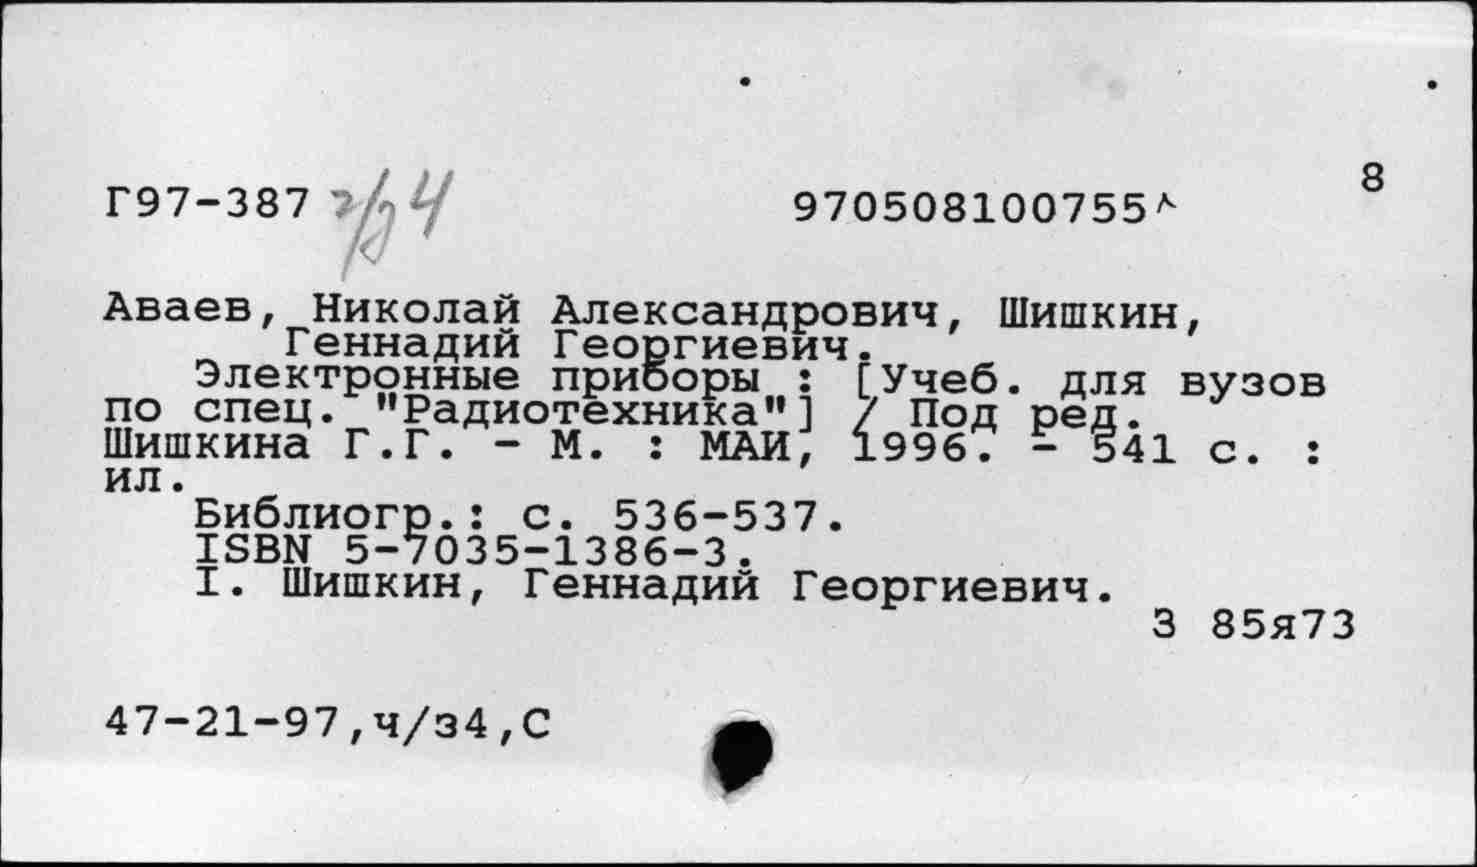 8
Г97-387 ч/з 4 970508100755
Аваев, Николай Александрович, Шишкин,
Геннадий Георгиевич.
Электронные приборы : [Учеб. для вузов
по спец. "Радиотехника"] / Под ред.
Шишкина Г.Г. - М. : МАИ, 1996. - 541 с. :
ил.
Библиогр.: с. 536-537.
ISBN 5-7035-1386-3.
I. Шишкин, Геннадий Георгиевич.
З 85я73
47-21-97,ч/з4,С